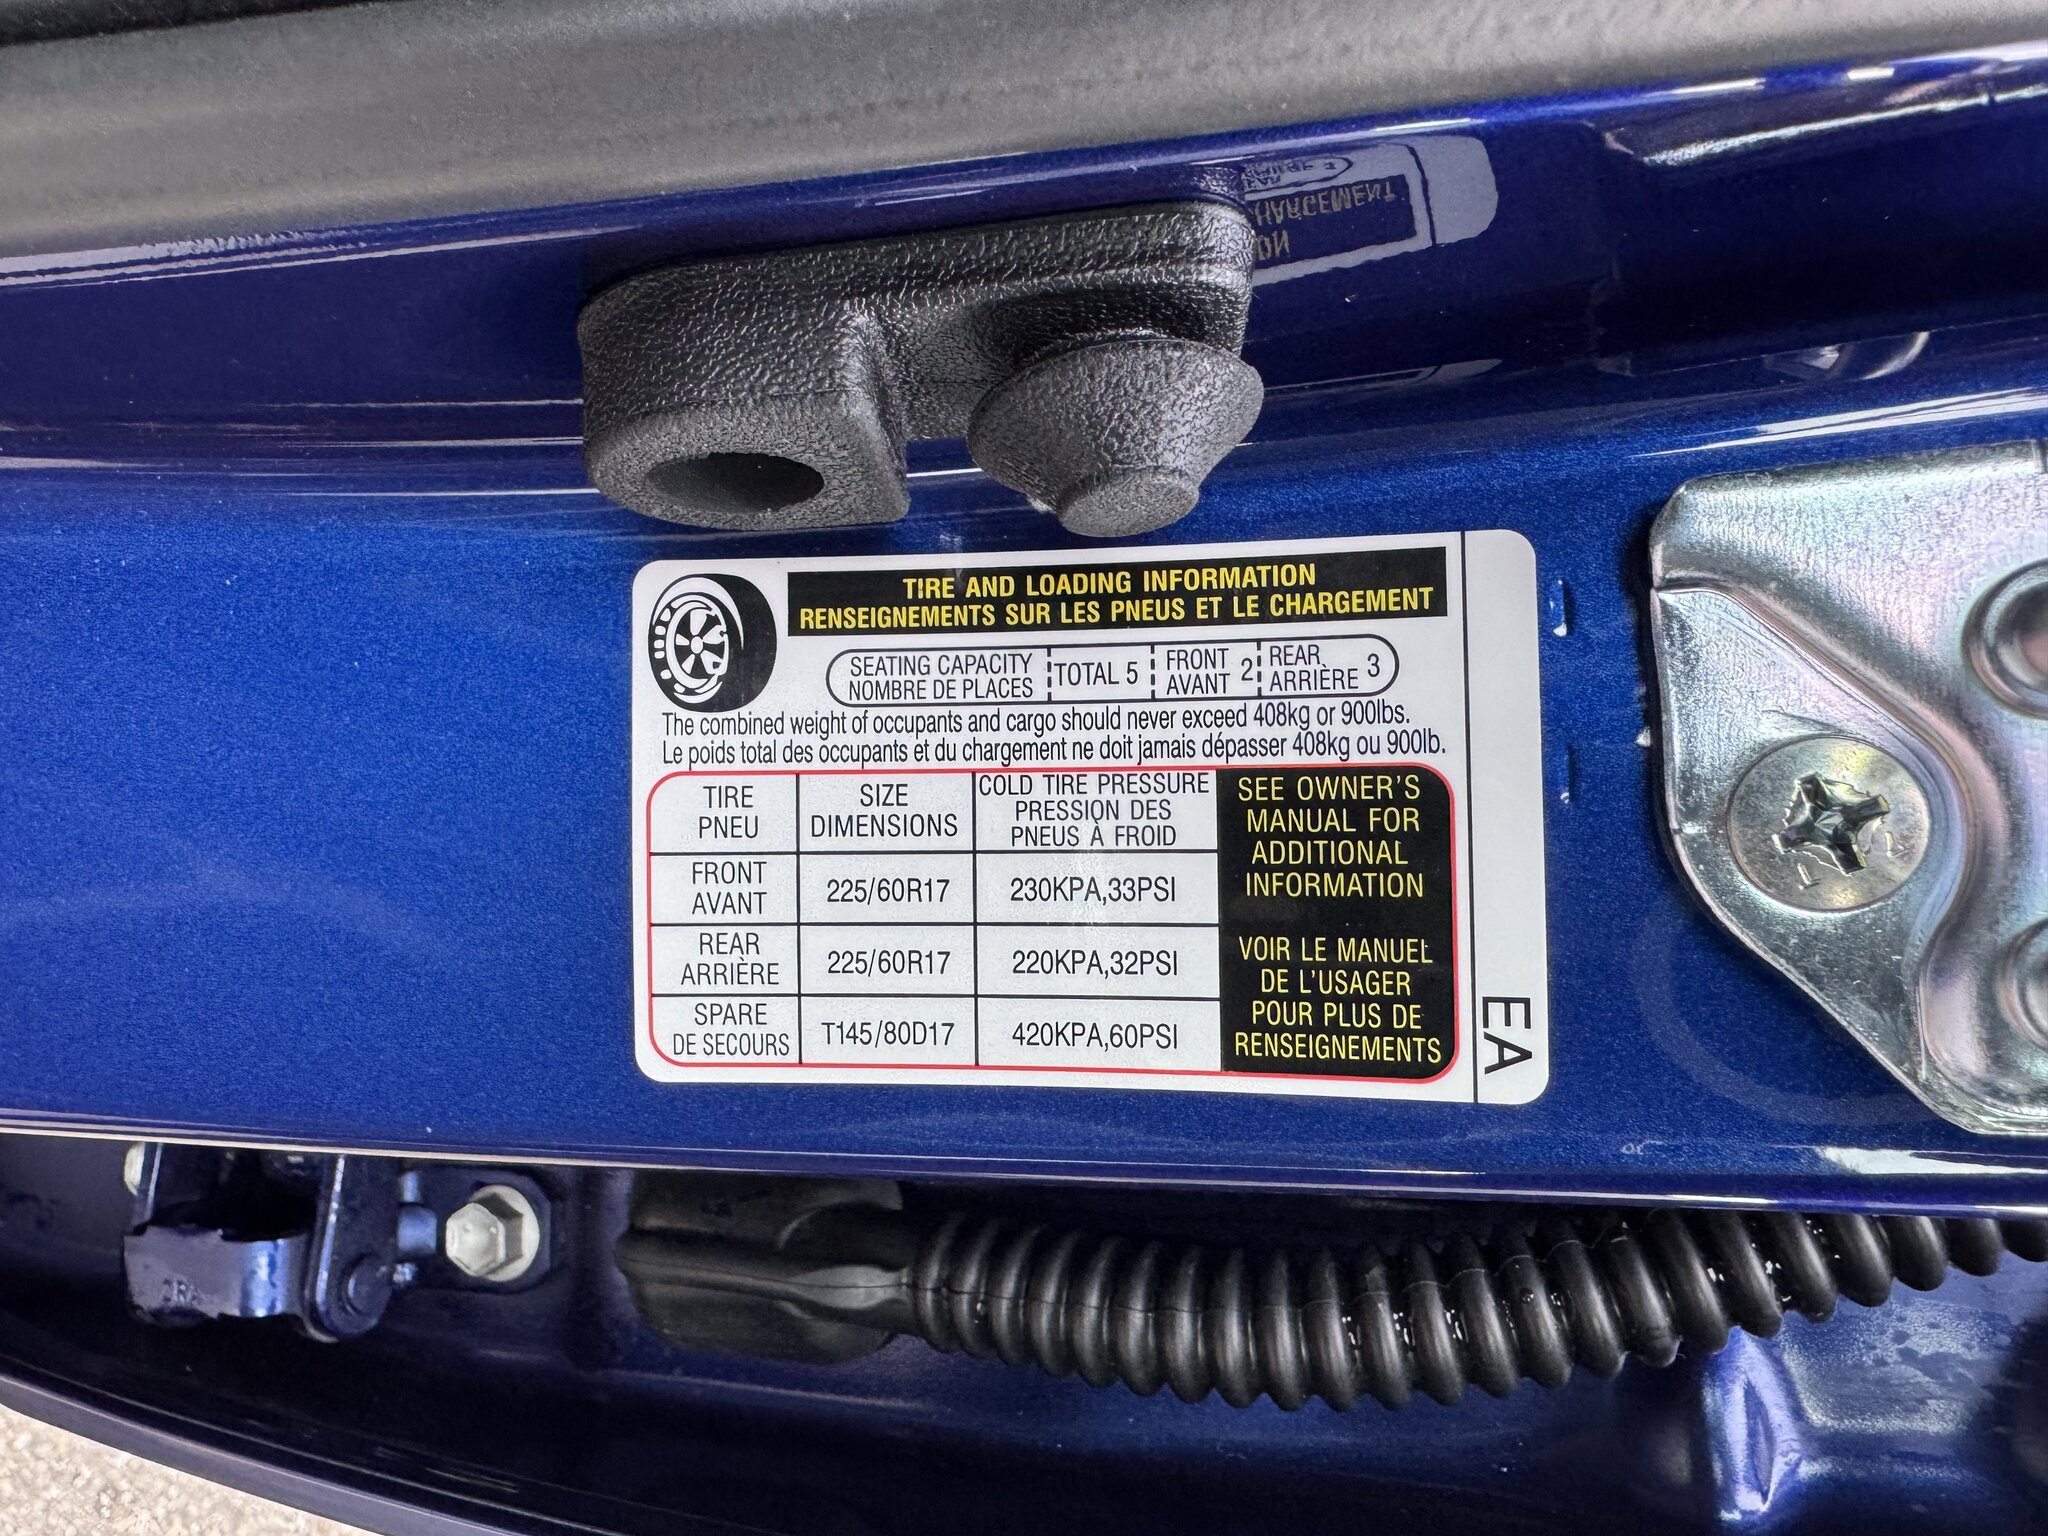 TIRE AND LOADING INFORMATION
RENSEIGNEMENTS SUR LES PNEUS ET LE CHARGEMENT
SEATING CAPACITY
NOMBRE DE PLACES
TOTAL 5
FRONT
AVANT 2
REAR
ARRIÈRE 3
The combined weight of occupants and cargo should never exceed 408kg or 900lbs.
Le poids total des occupants et du chargement ne doit jamais dépasser 408kg ou 900lb.
TIRE
PNEU
SIZE
DIMENSIONS
COLD TIRE PRESSURE
PRESSION DES
PNEUS À FROID
FRONT
AVANT
225/60R17
230KPA,33PSI
REAR
ARRIÈRE
225/60R17
220KPA,32PSI
SPARE
DE SECOURS
T145/80D17
420KPA,60PSI
SEE OWNER'S
MANUAL FOR
ADDITIONAL
INFORMATION
VOIR LE MANUEL
DE L'USAGER
POUR PLUS DE
RENSEIGNEMENTS
EA